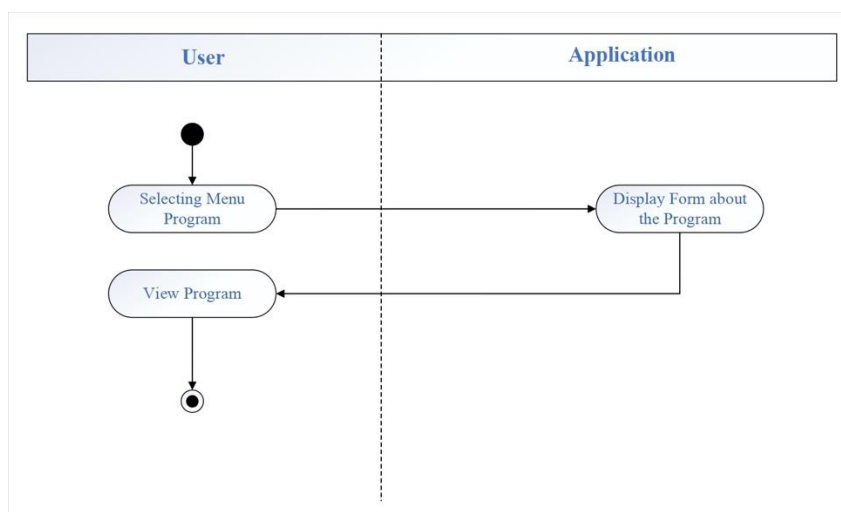 User
Application
Selecting Menu
Program
Display Form about
the Program
View Program